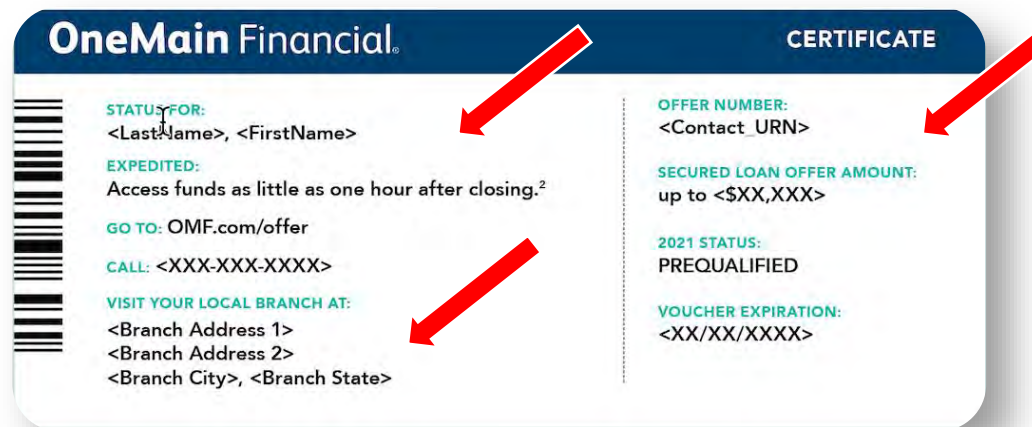 OneMain Financial®
CERTIFICATE
STATUS FOR:
<LastName>, <FirstName>
EXPEDITED:
Access funds as little as one hour after closing.²
GO TO: OMF.com/offer
CALL: <XXX-XXX-XXXX>
VISIT YOUR LOCAL BRANCH AT:
<Branch Address 1>
<Branch Address 2>
<Branch City>, <Branch State>
OFFER NUMBER:
<Contact_URN>
SECURED LOAN OFFER AMOUNT:
up to <$XX,XXX>
2021 STATUS:
PREQUALIFIED
VOUCHER EXPIRATION:
<XX/XX/XXXX>